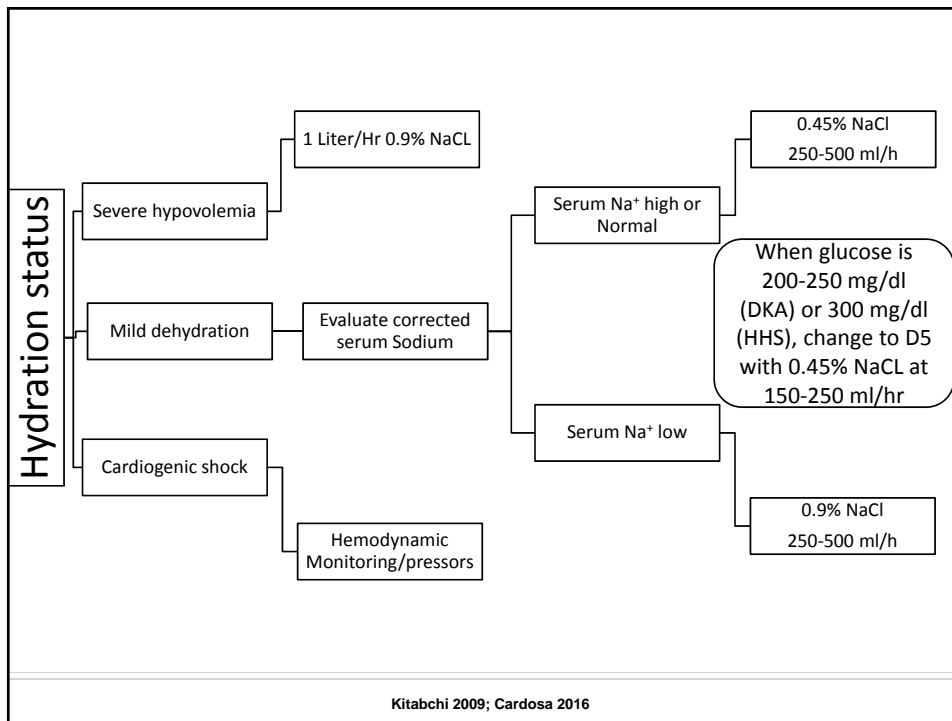 Hydration status
Severe hypovolemia
1 Liter/Hr 0.9% NaCL
Mild dehydration
Evaluate corrected
serum Sodium
Serum Na⁺ high or
Normal
0.45% NaCl
250-500 ml/h
Serum Na⁺ low
0.9% NaCl
250-500 ml/h
When glucose is
200-250 mg/dl
(DKA) or 300 mg/dl
(HHS), change to D5
with 0.45% NaCL at
150-250 ml/hr
Cardiogenic shock
Hemodynamic
Monitoring/pressors
Kitabchi 2009; Cardosa 2016